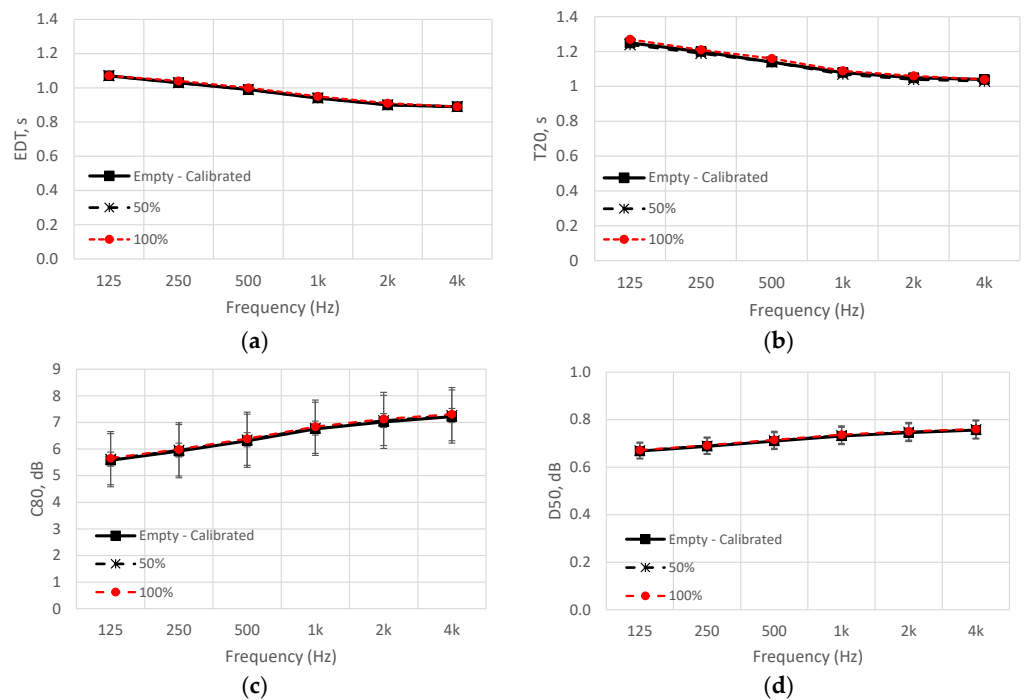 1.4
1.2
1.0
0.8
0.6
0.4
0.2
0.0
EDT, s
Empty - Calibrated
50%
100%
125 250 500 1k 2k 4k
Frequency (Hz)
(a)
1.4
1.2
1
0.8
0.6
0.4
0.2
0
T20, s
Empty - Calibrated
50%
100%
125 250 500 1k 2k 4k
Frequency (Hz)
(b)
9
8
7
6
5
4
3
2
1
0
C80, dB
Empty - Calibrated
50%
100%
125 250 500 1k 2k 4k
Frequency (Hz)
(c)
1.0
0.8
0.6
0.4
0.2
0.0
D50, dB
Empty - Calibrated
50%
100%
125 250 500 1k 2k 4k
Frequency (Hz)
(d)